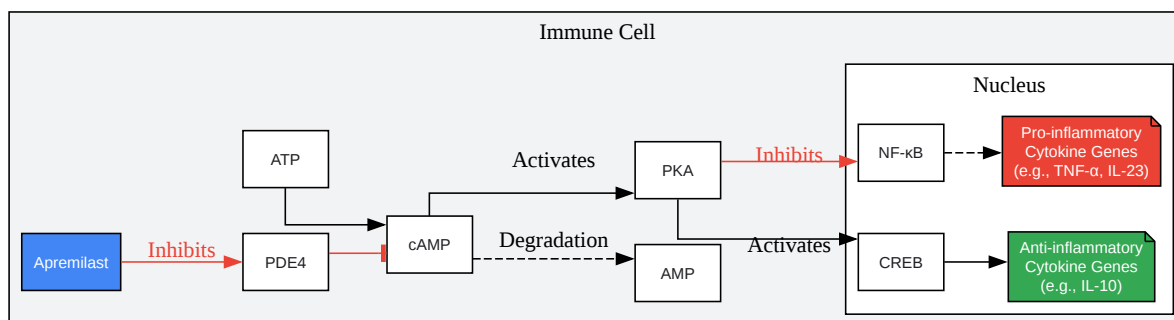 Immune Cell
Nucleus
ATP
Activates
PKA
Inhibits
NF-κB
Pro-inflammatory
Cytokine Genes
(e.g., TNF-α, IL-23)
Apremilast
Inhibits
PDE4
cAMP
Degradation
AMP
Activates
CREB
Anti-inflammatory
Cytokine Genes
(e.g., IL-10)